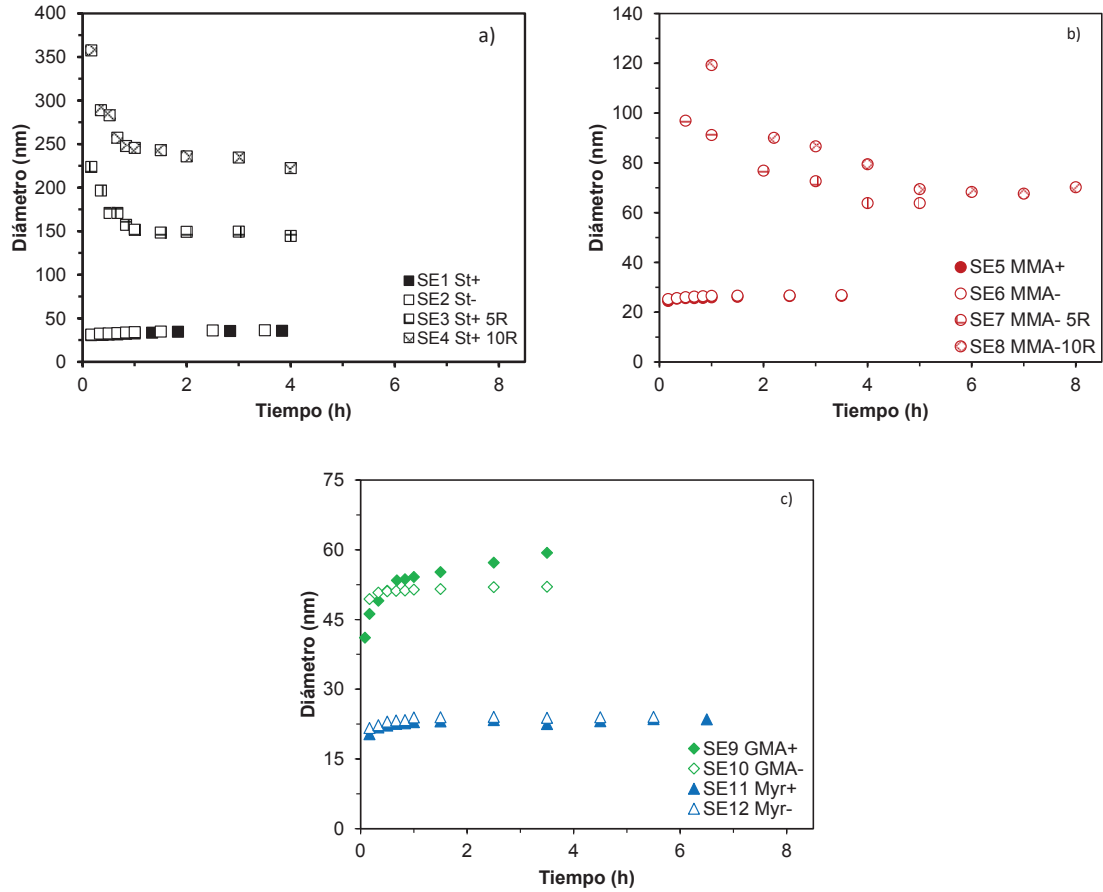 a)
400
350
300
250
200
150
100
50
0
Diámetro (nm)
0 2 4 6 8
Tiempo (h)
SE1 St+
SE2 St-
SE3 St+ 5R
SE4 St+ 10R
b)
140
120
100
80
60
40
20
0
Diámetro (nm)
0 2 4 6 8
Tiempo (h)
SE5 MMA+
SE6 MMA-
SE7 MMA- 5R
SE8 MMA-10R
c)
75
60
45
30
15
0
Diámetro (nm)
0 2 4 6 8
Tiempo (h)
SE9 GMA+
SE10 GMA-
SE11 Myr+
SE12 Myr-